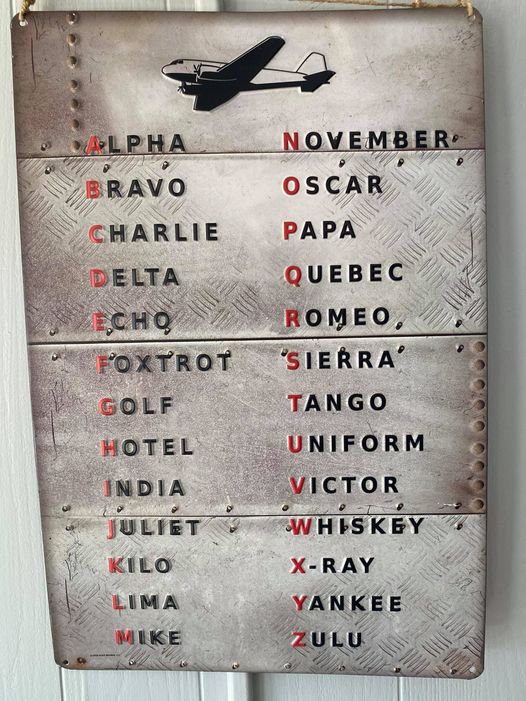 ALPHA
BRAVO
CHARLIE
DELTA
ECHO
FOXTROT
GOLF
HOTEL
INDIA
JULIET
KILO
LIMA
MIKE
NOVEMBER
OSCAR
PAPA
QUEBEC
ROMEO
SIERRA
TANGO
UNIFORM
VICTOR
WHISKEY
X-RAY
YANKEE
ZULU